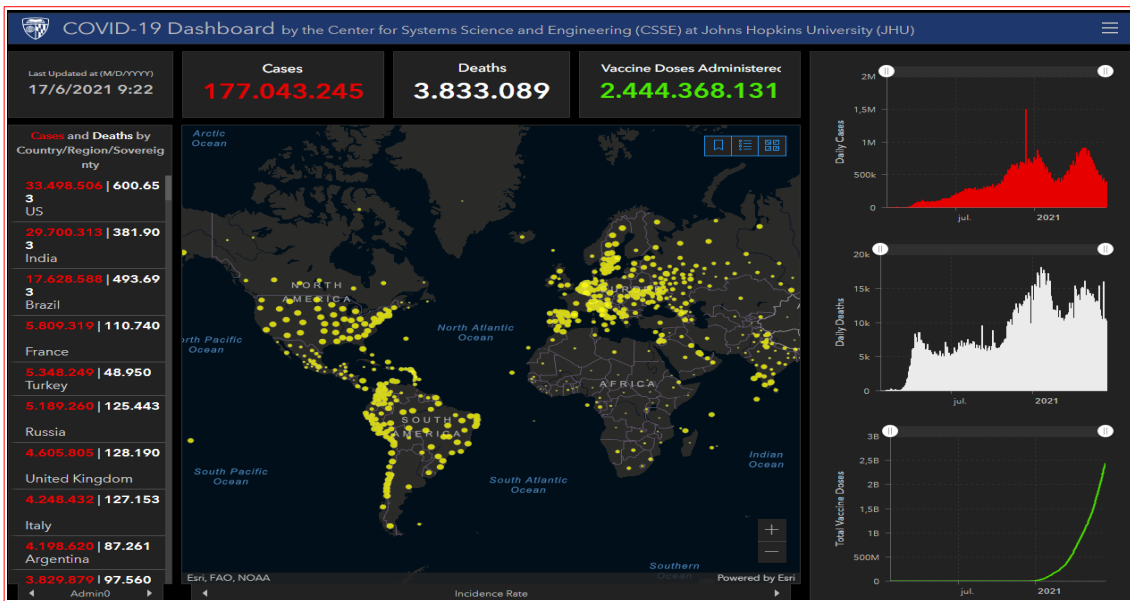 COVID-19 Dashboard by the Center for Systems Science and Engineering (CSSE) at Johns Hopkins University (JHU)
Last Updated at (M/D/YYYY)
17/6/2021 9:22
Cases
177.043.245
Deaths
3.833.089
Vaccine Doses Administered
2.444.368.131
Cases and Deaths by
Country/Region/Sovereig
nty
33.498.506 | 600.65
3
US
29.700.313 | 381.90
3
India
17.628.588 | 493.69
3
Brazil
5.809.319 | 110.740
France
5.348.249 | 48.950
Turkey
5.189.260 | 125.443
Russia
4.605.805 | 128.190
United Kingdom
4.248.432 | 127.153
Italy
4.198.620 | 87.261
Argentina
3.829.879 | 97.560
Admin0
Arctic
Ocean
NORTH
AMERICA
EUROPE
North Atlantic
Ocean
rth Pacific
Ocean
AFRICA
SOUTH
AMERICA
Indian
Ocean
South Pacific
Ocean
South Atlantic
Ocean
Southern
Ocean
Esri, FAO, NOAA
Powered by Esri
Incidence Rate
Daily Cases
2M
1,5M
1M
500k
0
jul.
2021
Daily Deaths
20k
15k
10k
5k
0
jul.
2021
Total Vaccine Doses
3B
2,5B
2B
1,5B
1B
500M
0
jul.
2021